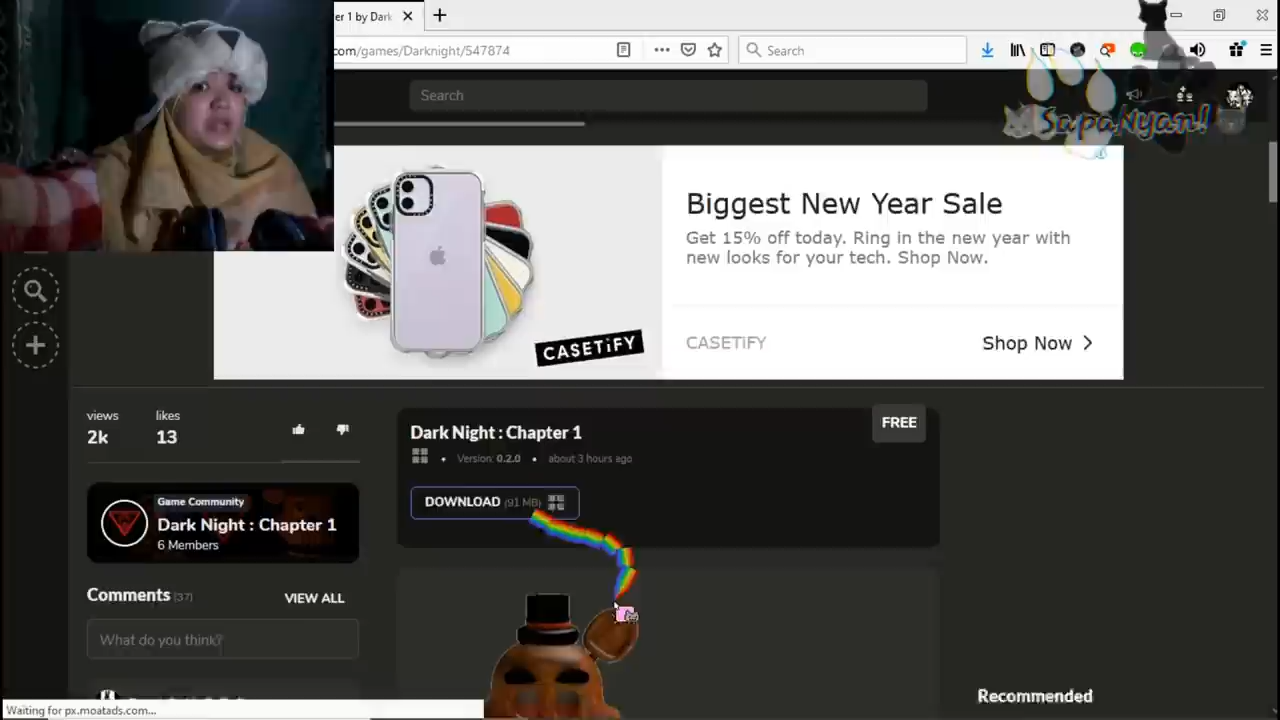 er 1 by Dark
com/games/Darknight/547874
Search
Search
SapaNyan!
Biggest New Year Sale
Get 15% off today. Ring in the new year with
new looks for your tech. Shop Now.
CASETiFY
CASETIFY
Shop Now
views
likes
2k
13
Dark Night : Chapter 1
FREE
Version: 0.2.0 • about 3 hours ago
DOWNLOAD (91 MB)
Game Community
Dark Night : Chapter 1
6 Members
Comments (37)
VIEW ALL
What do you think?
Recommended
Waiting for px.moatads.com...